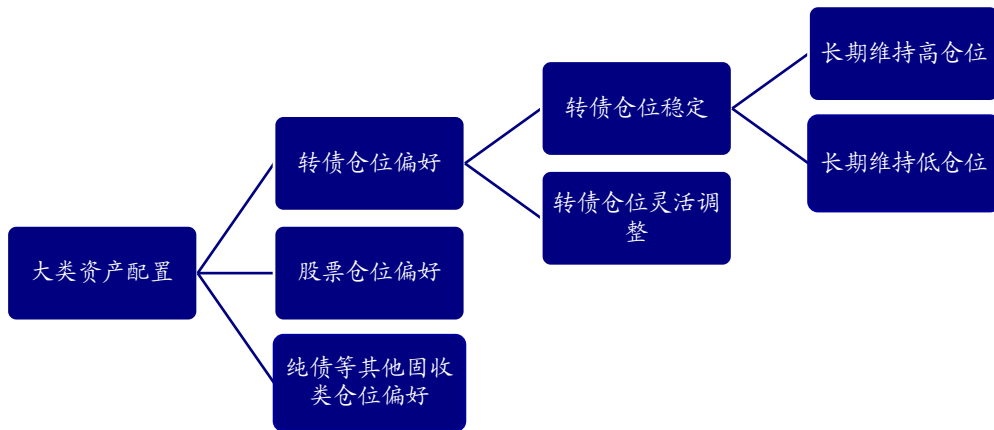 大类资产配置
转债仓位偏好
股票仓位偏好
纯债等其他固收
类仓位偏好
转债仓位稳定
转债仓位灵活调
整
长期维持高仓位
长期维持低仓位